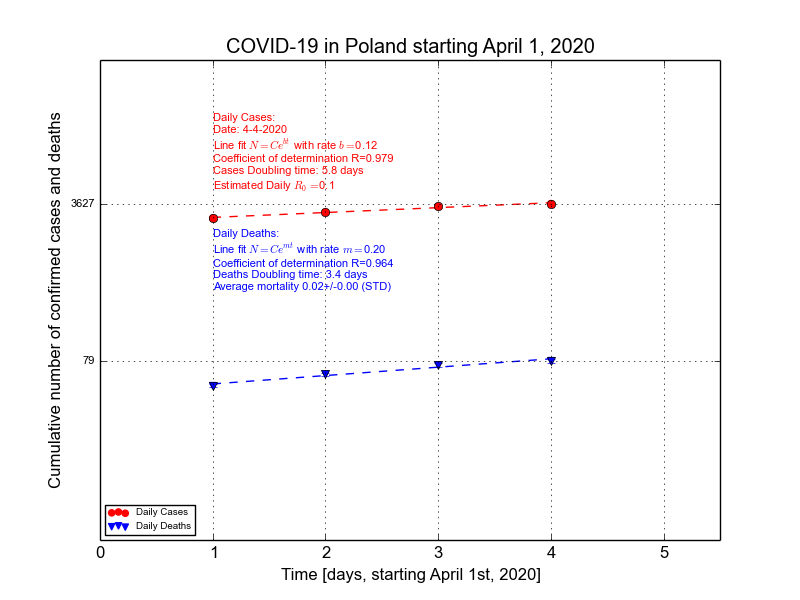 COVID-19 in Poland starting April 1, 2020
Cumulative number of confirmed cases and deaths
Daily Cases:
Date: 4-4-2020
Line fit N = Ce^{bt} with rate b =0.12
Coefficient of determination R=0.979
Cases Doubling time: 5.8 days
Estimated Daily R_0 =0.1
3627
Daily Deaths:
Line fit N = Ce^{mt} with rate m =0.20
Coefficient of determination R=0.964
Deaths Doubling time: 3.4 days
Average mortality 0.02+/-0.00 (STD)
79
Daily Cases
Daily Deaths
0 1 2 3 4 5
Time [days, starting April 1st, 2020]